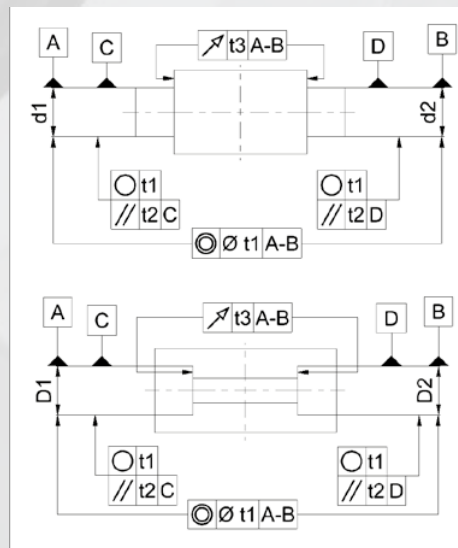 A C ↗ t3 A-B D B
d1 d2
○ t1 ○ t1
// t2 C // t2 D
◎ Ø t1 A-B
A C ↗ t3 A-B D B
D1 D2
○ t1 ○ t1
// t2 C // t2 D
◎ Ø t1 A-B